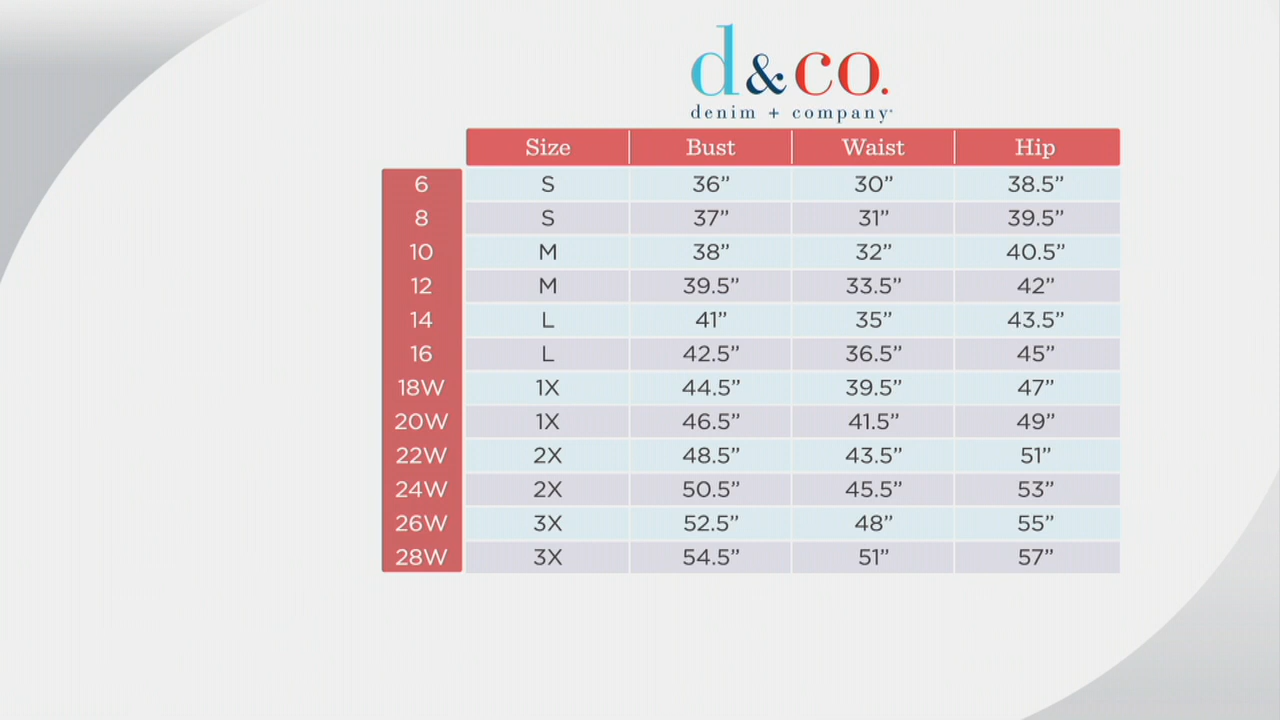 d&co.
denim + company
Size Bust Waist Hip
6 S 36” 30” 38.5”
8 S 37” 31” 39.5”
10 M 38” 32” 40.5”
12 M 39.5” 33.5” 42”
14 L 41” 35” 43.5”
16 L 42.5” 36.5” 45”
18W 1X 44.5” 39.5” 47”
20W 1X 46.5” 41.5” 49”
22W 2X 48.5” 43.5” 51”
24W 2X 50.5” 45.5” 53”
26W 3X 52.5” 48” 55”
28W 3X 54.5” 51” 57”